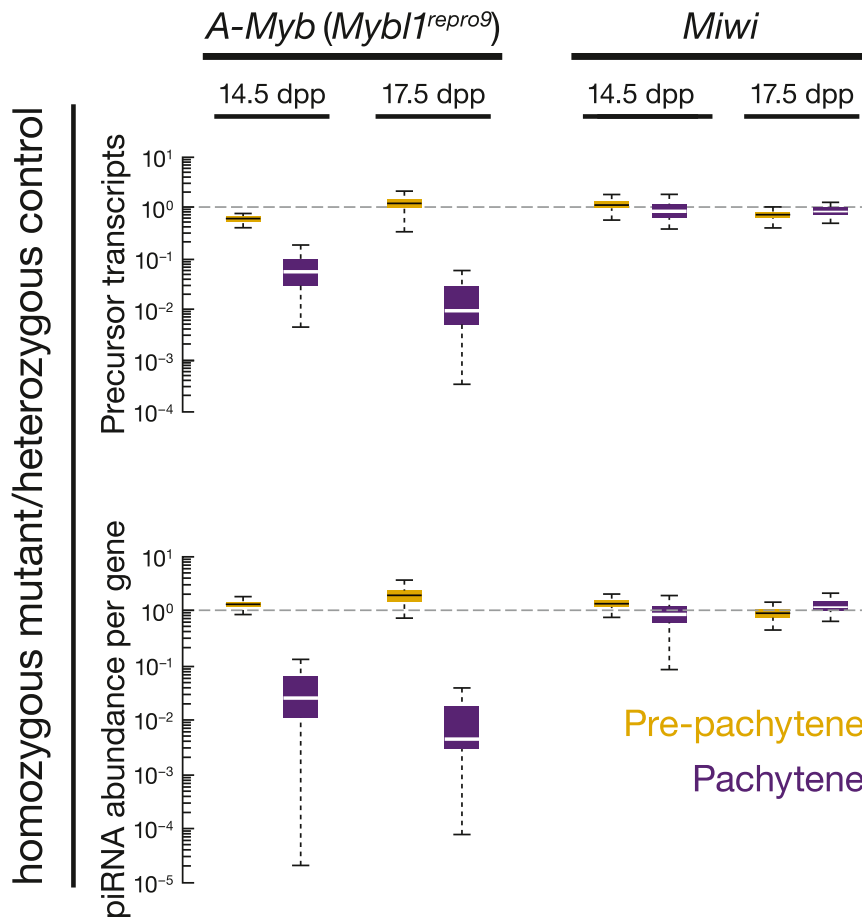 A-Myb (Mybl1repro9) Miwi
14.5 dpp 17.5 dpp 14.5 dpp 17.5 dpp
homozygous mutant/heterozygous control
Precursor transcripts
10¹
10⁰
10⁻¹
10⁻²
10⁻³
10⁻⁴
piRNA abundance per gene
10¹
10⁰
10⁻¹
10⁻²
10⁻³
10⁻⁴
10⁻⁵
Pre-pachytene
Pachytene